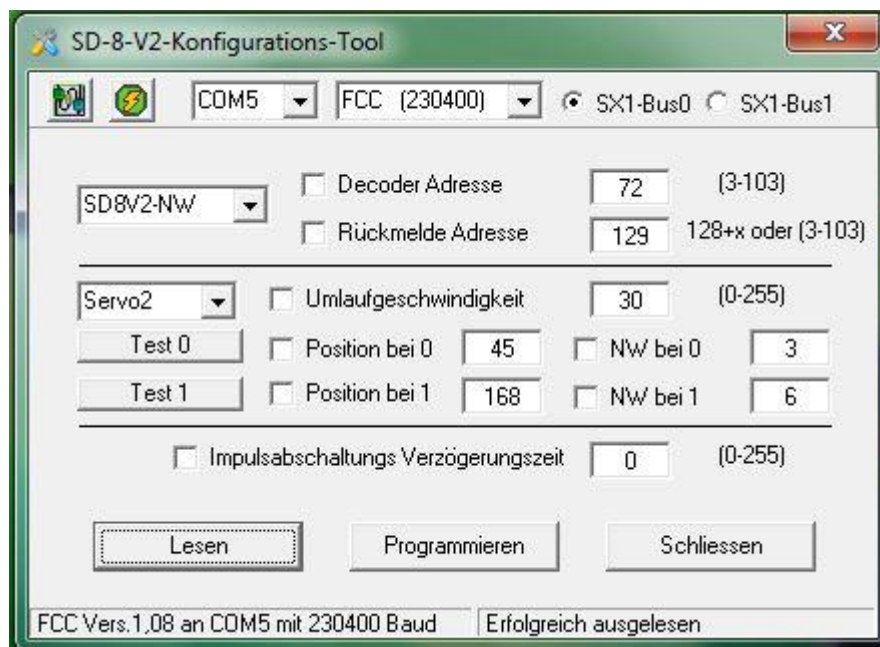 SD-8-V2-Konfigurations-Tool
COM5 FCC (230400) SX1-Bus0 SX1-Bus1
SD8V2-NW
Decoder Adresse 72 (3-103)
Rückmelde Adresse 129 128+x oder (3-103)
Servo2 Umlaufgeschwindigkeit 30 (0-255)
Test 0 Position bei 0 45 NW bei 0 3
Test 1 Position bei 1 168 NW bei 1 6
Impulsabschaltungs Verzögerungszeit 0 (0-255)
Lesen Programmieren Schliessen
FCC Vers.1,08 an COM5 mit 230400 Baud Erfolgreich ausgelesen